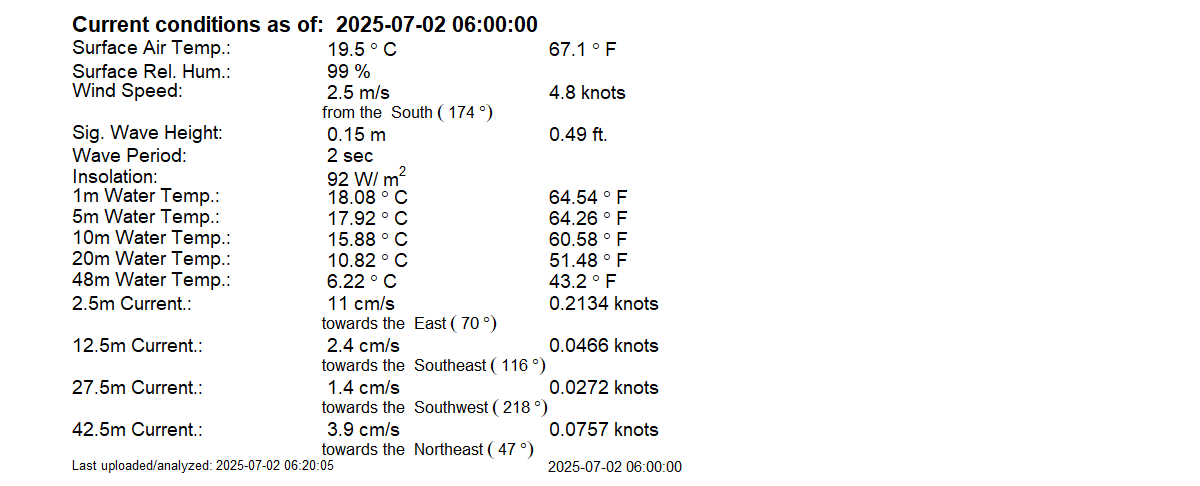 Current conditions as of: 2025-07-02 06:00:00
Surface Air Temp.: 19.5 ° C 67.1 ° F
Surface Rel. Hum.: 99 %
Wind Speed: 2.5 m/s 4.8 knots
from the South ( 174 °)
Sig. Wave Height: 0.15 m 0.49 ft.
Wave Period: 2 sec
Insolation: 92 W/ m²
1m Water Temp.: 18.08 ° C 64.54 ° F
5m Water Temp.: 17.92 ° C 64.26 ° F
10m Water Temp.: 15.88 ° C 60.58 ° F
20m Water Temp.: 10.82 ° C 51.48 ° F
48m Water Temp.: 6.22 ° C 43.2 ° F
2.5m Current.: 11 cm/s 0.2134 knots
towards the East ( 70 °)
12.5m Current.: 2.4 cm/s 0.0466 knots
towards the Southeast ( 116 °)
27.5m Current.: 1.4 cm/s 0.0272 knots
towards the Southwest ( 218 °)
42.5m Current.: 3.9 cm/s 0.0757 knots
towards the Northeast ( 47 °)
Last uploaded/analyzed: 2025-07-02 06:20:05 2025-07-02 06:00:00